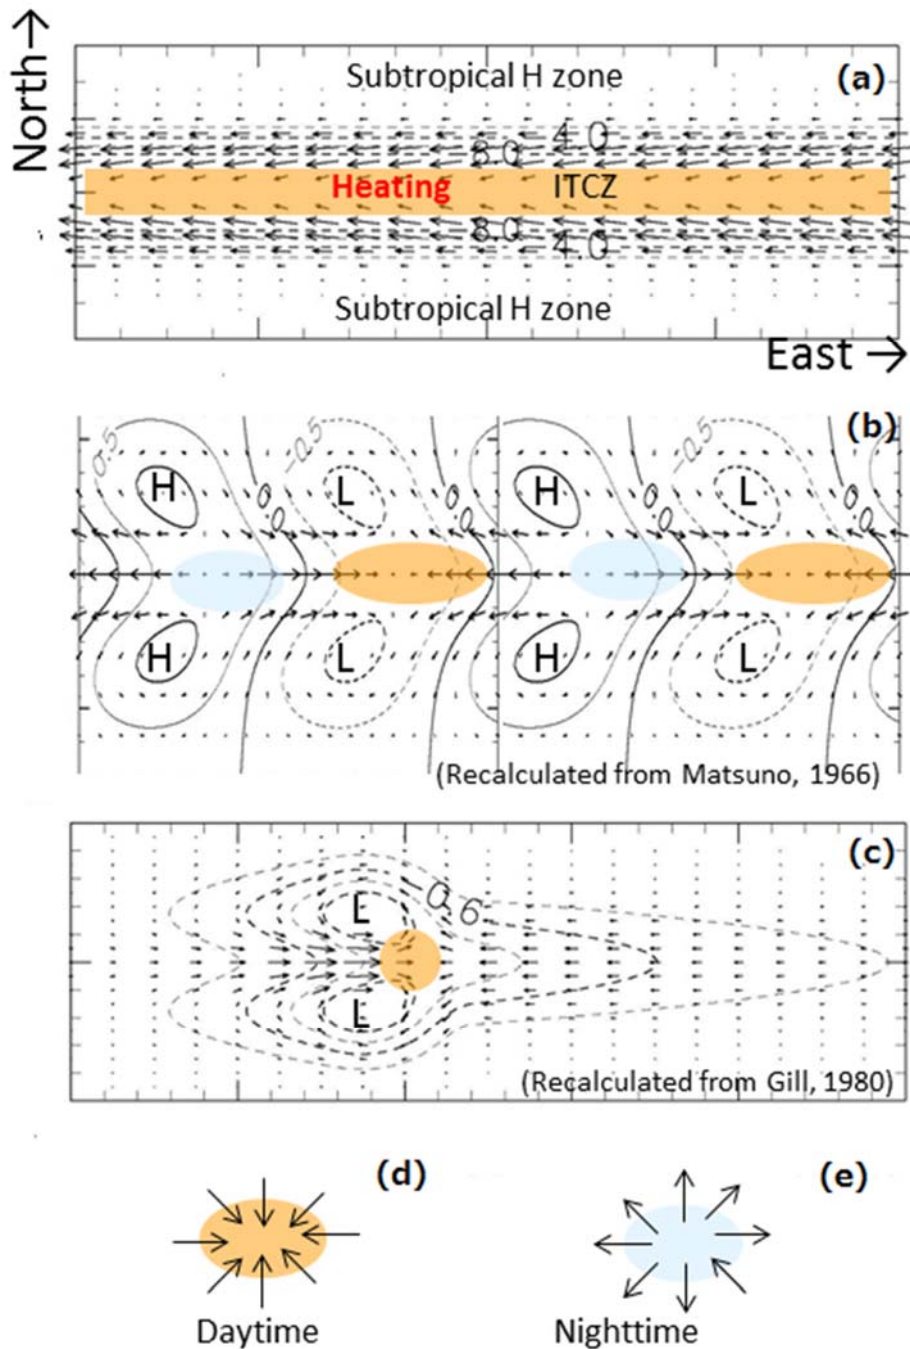 North→
Subtropical H zone (a)
4.0
8.0
Heating ITCZ
8.0
4.0
Subtropical H zone
East →
(b)
0.5 -0.5 -0.5
H L H L
0.0 0.0 0.0
H L H L
(Recalculated from Matsuno, 1966)
(c)
-0.6
L
L
(Recalculated from Gill, 1980)
(d) (e)
Daytime Nighttime